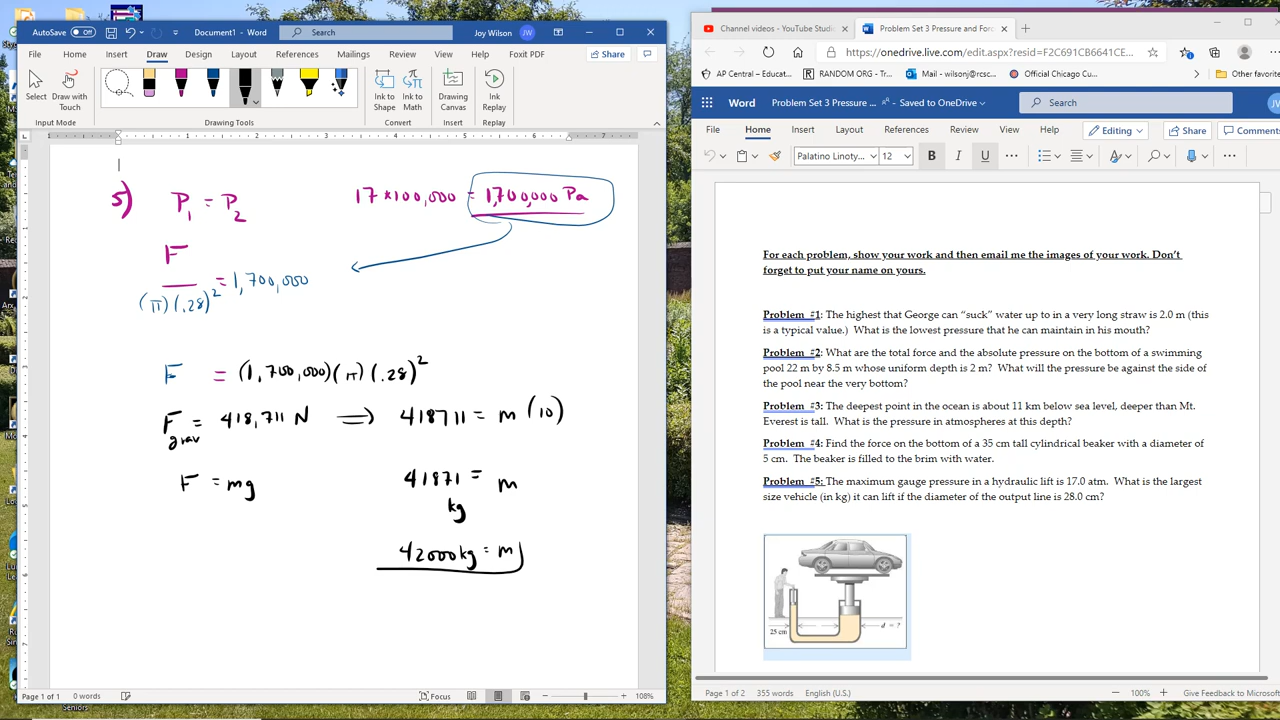 AutoSave Off Document1 - Word Search Joy Wilson JW
File Home Insert Draw Design Layout References Mailings Review View Help Foxit PDF
Select Draw with Touch Ink to Shape Ink to Math Drawing Canvas Ink Replay
Input Mode Drawing Tools Convert Insert Replay
5) P₁ = P₂ 17 × 100,000 = 1,700,000 Pa
F
(π)(.28)² = 1,700,000
F = (1,700,000)(π)(.28)²
F grav = 418,711 N ⟹ 418711 = m (10)
F = mg 41871 kg = m
42000 kg = m
Page 1 of 1 0 words Focus 108%
Channel videos - YouTube Studio Problem Set 3 Pressure and Forc
https://onedrive.live.com/edit.aspx?resid=F2C691CB6641CE...
AP Central – Educat... RANDOM ORG - Tr... Mail - wilsonj@rcsc... Official Chicago Cu... Other favorites
Word Problem Set 3 Pressure ... - Saved to OneDrive Search JW
File Home Insert Layout References Review View Help Editing Share Comments
Palatino Linoty... 12 B I U
For each problem, show your work and then email me the images of your work. Don’t
forget to put your name on yours.
Problem #1: The highest that George can “suck” water up to in a very long straw is 2.0 m (this
is a typical value.) What is the lowest pressure that he can maintain in his mouth?
Problem #2: What are the total force and the absolute pressure on the bottom of a swimming
pool 22 m by 8.5 m whose uniform depth is 2 m? What will the pressure be against the side of
the pool near the very bottom?
Problem #3: The deepest point in the ocean is about 11 km below sea level, deeper than Mt.
Everest is tall. What is the pressure in atmospheres at this depth?
Problem #4: Find the force on the bottom of a 35 cm tall cylindrical beaker with a diameter of
5 cm. The beaker is filled to the brim with water.
Problem #5: The maximum gauge pressure in a hydraulic lift is 17.0 atm. What is the largest
size vehicle (in kg) it can lift if the diameter of the output line is 28.0 cm?
25 cm d = ?
Page 1 of 2 355 words English (U.S.) 100% Give Feedback to Microsoft
Seniors